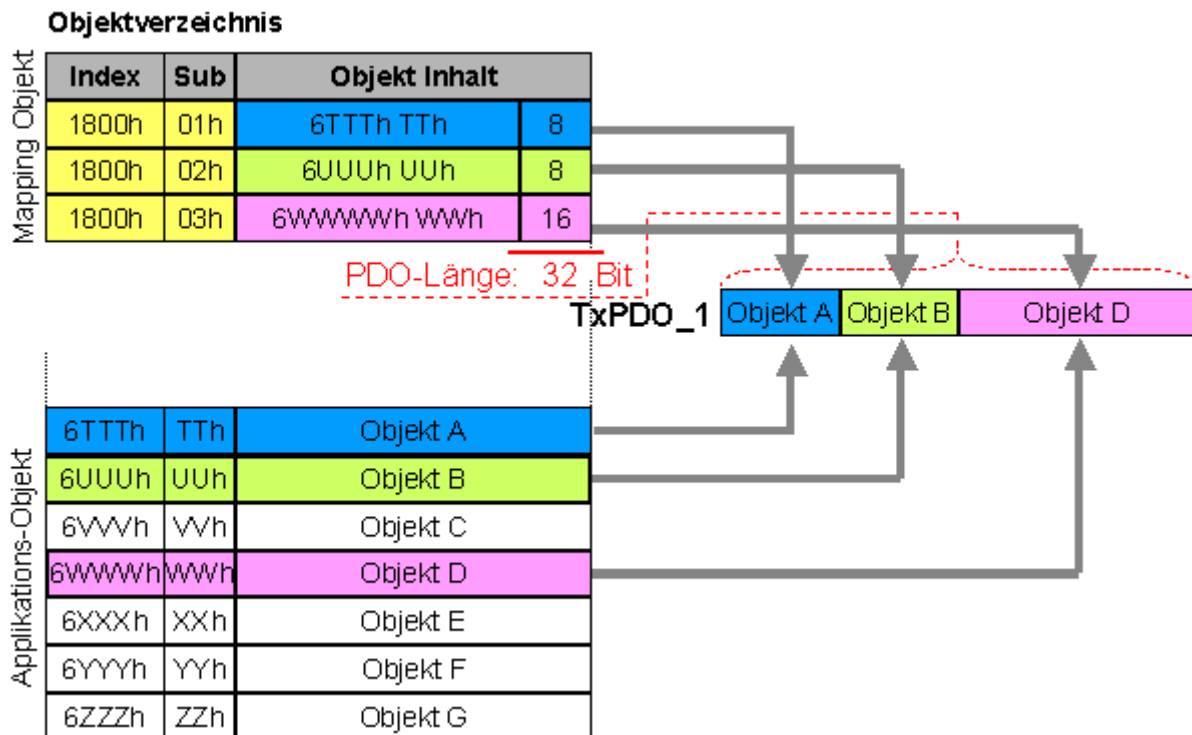 Objektverzeichnis
Mapping Objekt
Index Sub Objekt Inhalt
1800h 01h 6TTTh TTh 8
1800h 02h 6UUUh UUh 8
1800h 03h 6WWWWh WWh 16
PDO-Länge: 32 Bit
TxPDO_1 Objekt A Objekt B Objekt D
Applikations-Objekt
6TTTh TTh Objekt A
6UUUh UUh Objekt B
6VVVh VVh Objekt C
6WWWh WWh Objekt D
6XXXh XXh Objekt E
6YYYh YYh Objekt F
6ZZZh ZZh Objekt G